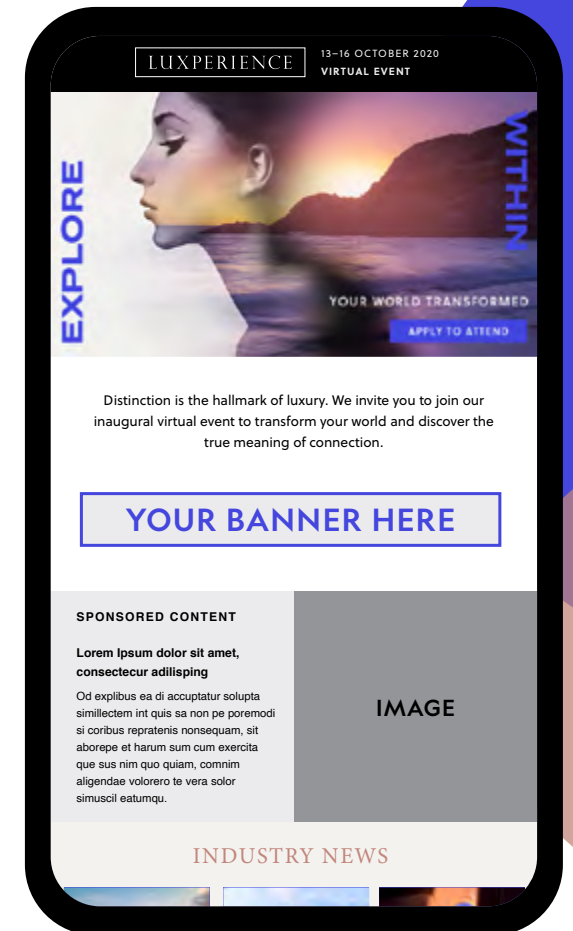 LUXPERIENCE
13–16 OCTOBER 2020
VIRTUAL EVENT
EXPLORE
WITHIN
YOUR WORLD TRANSFORMED
APPLY TO ATTEND
Distinction is the hallmark of luxury. We invite you to join our
inaugural virtual event to transform your world and discover the
true meaning of connection.
YOUR BANNER HERE
SPONSORED CONTENT
Lorem Ipsum dolor sit amet,
consectecur adilisping
Od explibus ea di accuptatur solupta
simillectem int quis sa non pe poremodi
si coribus repratenis nonsequam, sit
aborepe et harum sum cum exercita
que sus nim quo quiam, comnim
aligendae volorero te vera solor
simuscil eatumqu.
IMAGE
INDUSTRY NEWS